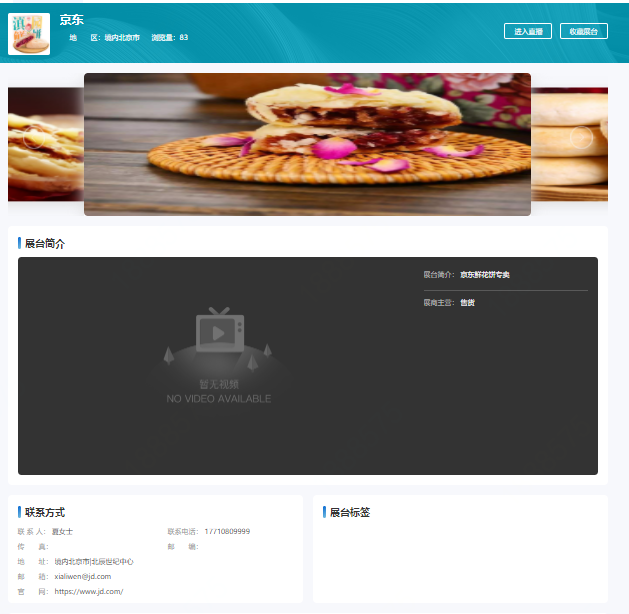 京东
地 区：境内北京市 浏览量：83
进入直播 收藏展台
展台简介
展台简介：京东鲜花饼专卖
展商主营：售货
暂无视频
NO VIDEO AVAILABLE
联系方式
联 系 人：夏女士 联系电话：17710809999
传 真： 邮 编：
地 址：境内北京市|北辰世纪中心
邮 箱：xialiwen@jd.com
官 网：https://www.jd.com/
展台标签